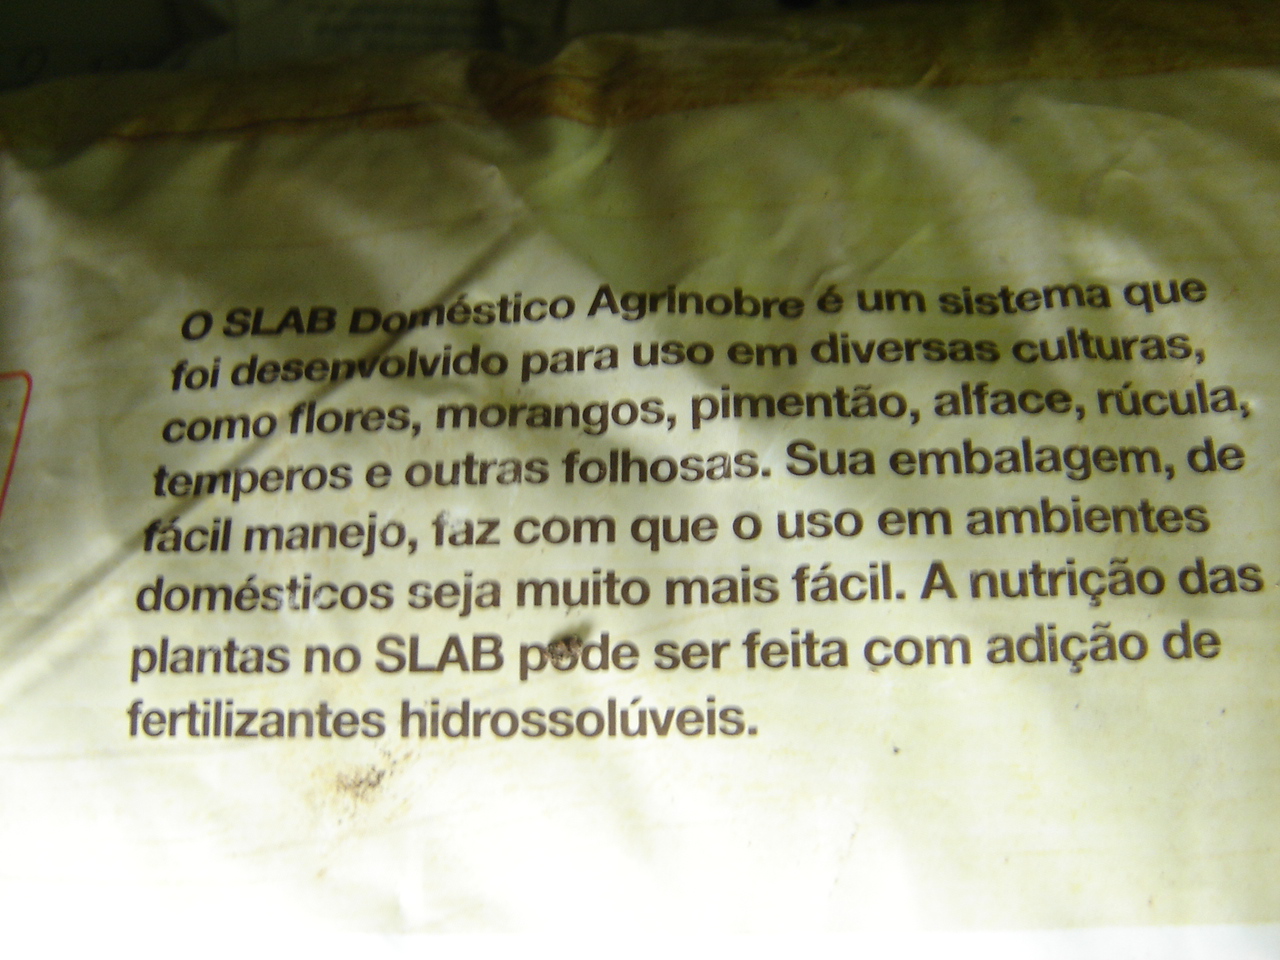 O SLAB Doméstico Agrinobre é um sistema que
foi desenvolvido para uso em diversas culturas,
como flores, morangos, pimentão, alface, rúcula,
temperos e outras folhosas. Sua embalagem, de
fácil manejo, faz com que o uso em ambientes
domésticos seja muito mais fácil. A nutrição das
plantas no SLAB pode ser feita com adição de
fertilizantes hidrossolúveis.